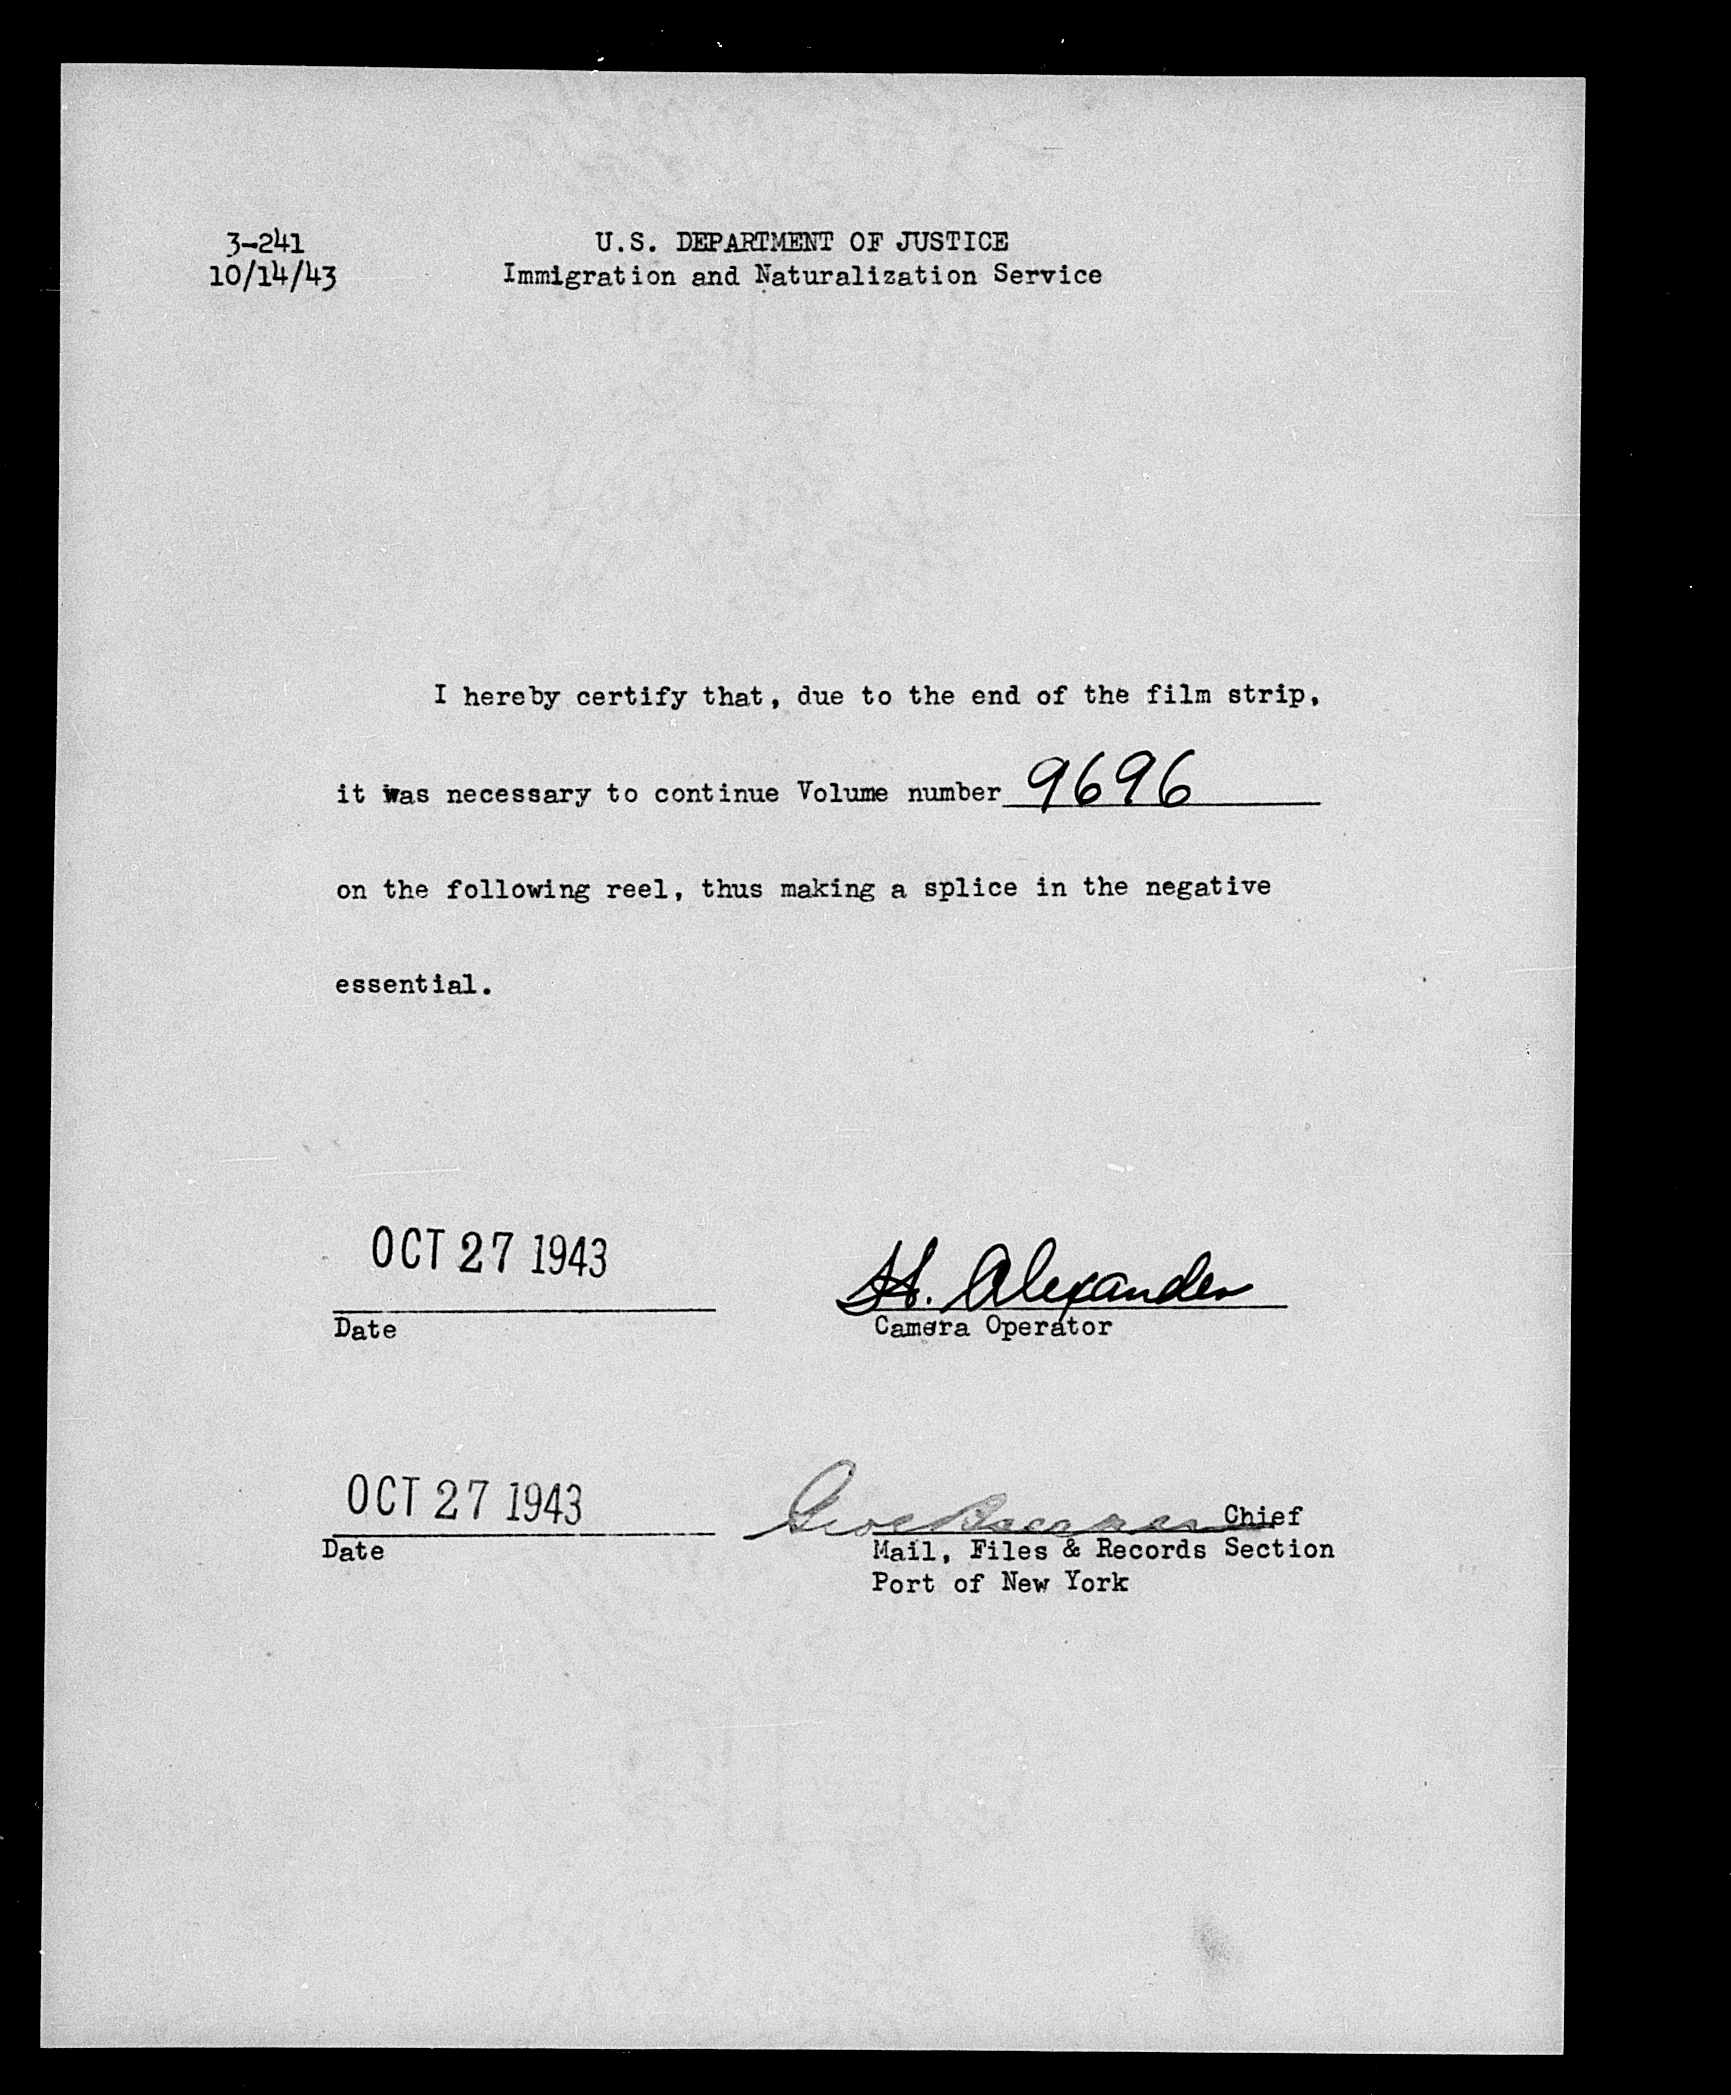 3-241
10/14/43
U.S. DEPARTMENT OF JUSTICE
Immigration and Naturalization Service
I hereby certify that, due to the end of the film strip,
it was necessary to continue Volume number 9696
on the following reel, thus making a splice in the negative
essential.
OCT 27 1943
Date
H. Alexander
Camera Operator
OCT 27 1943
Date
Chief
Mail, Files & Records Section
Port of New York